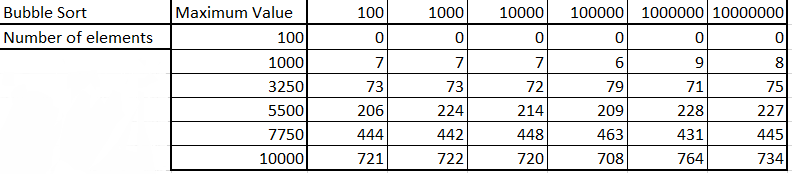 Bubble Sort Maximum Value 100 1000 10000 100000 1000000 10000000
Number of elements 100 0 0 0 0 0 0
1000 7 7 7 6 9 8
3250 73 73 72 79 71 75
5500 206 224 214 209 228 227
7750 444 442 448 463 431 445
10000 721 722 720 708 764 734